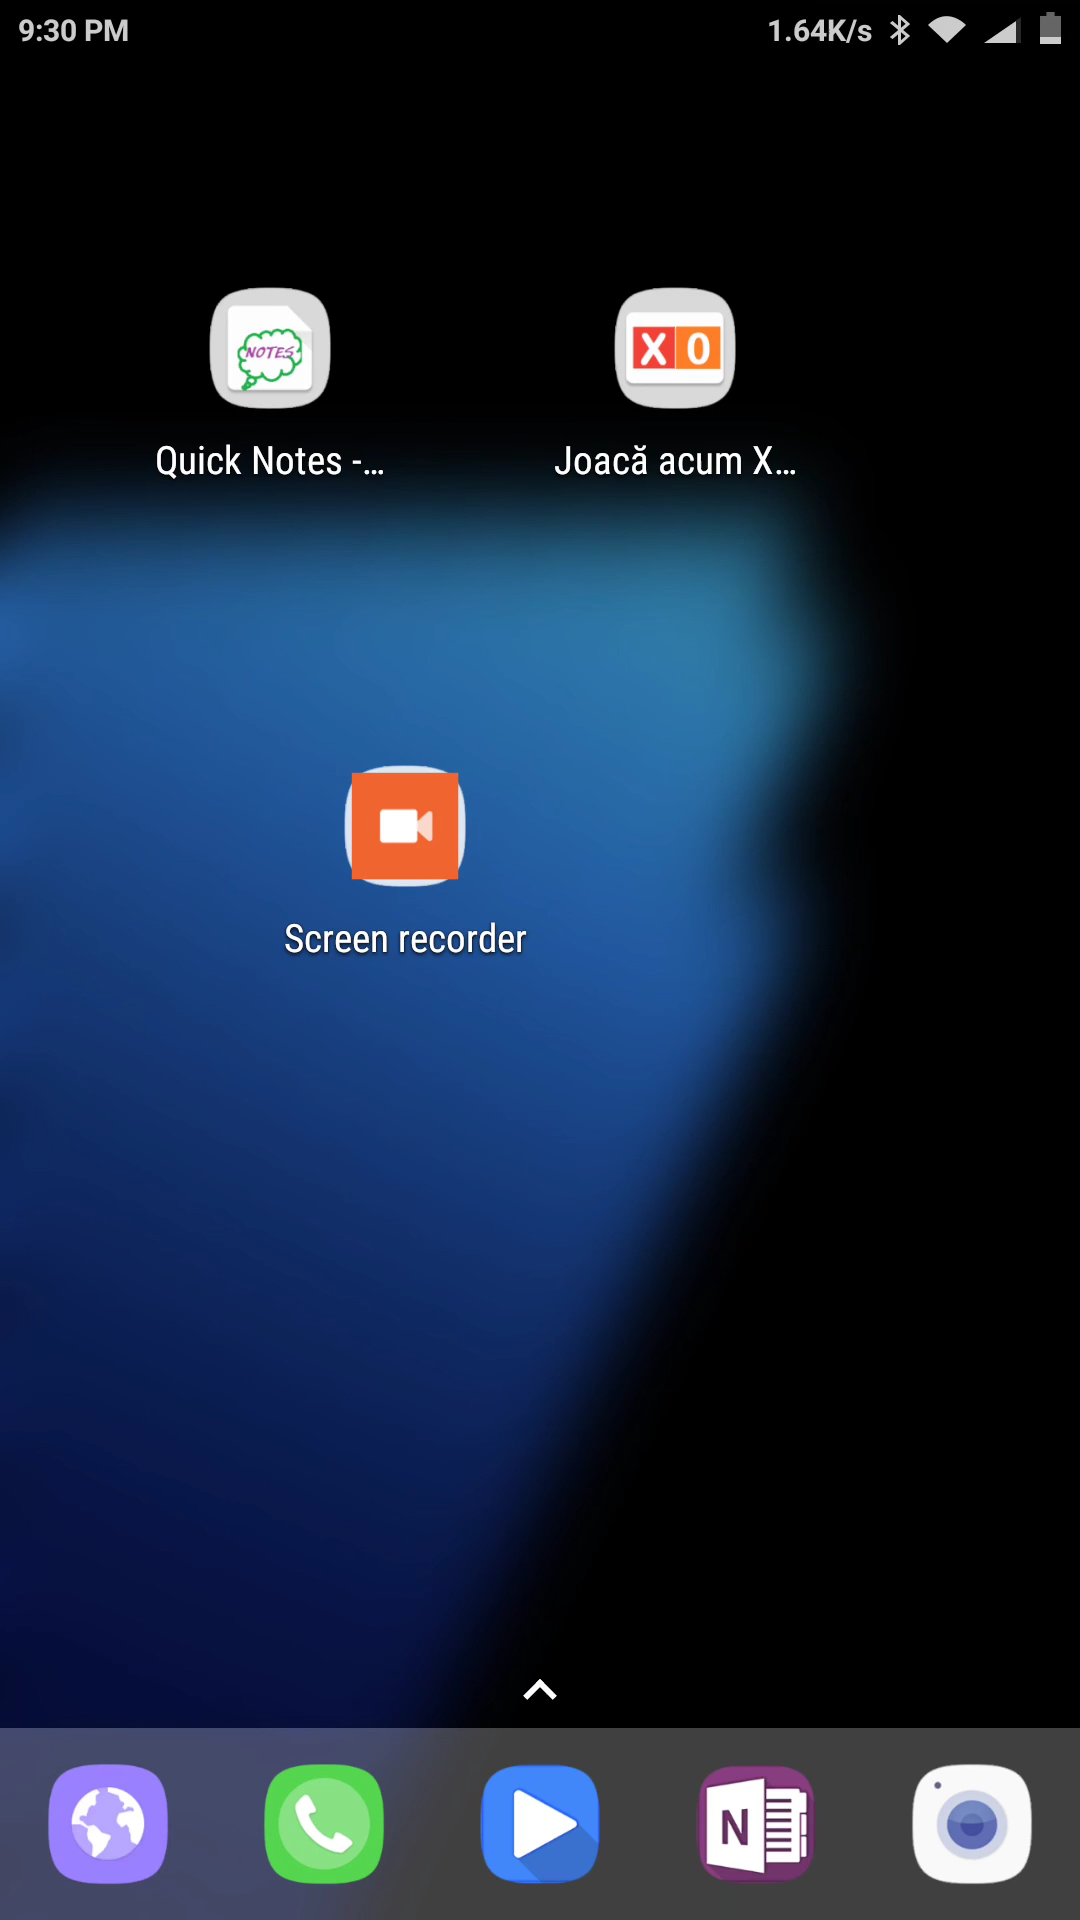 9:30 PM 1.64K/s
NOTES X 0
Quick Notes -... Joacă acum X...
Screen recorder
N